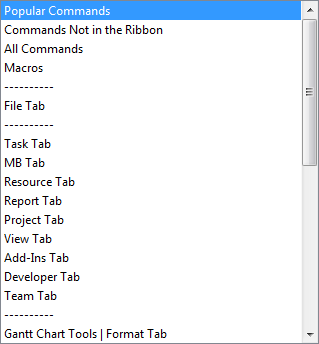 Popular Commands
Commands Not in the Ribbon
All Commands
Macros
----------
File Tab
----------
Task Tab
MB Tab
Resource Tab
Report Tab
Project Tab
View Tab
Add-Ins Tab
Developer Tab
Team Tab
----------
Gantt Chart Tools | Format Tab